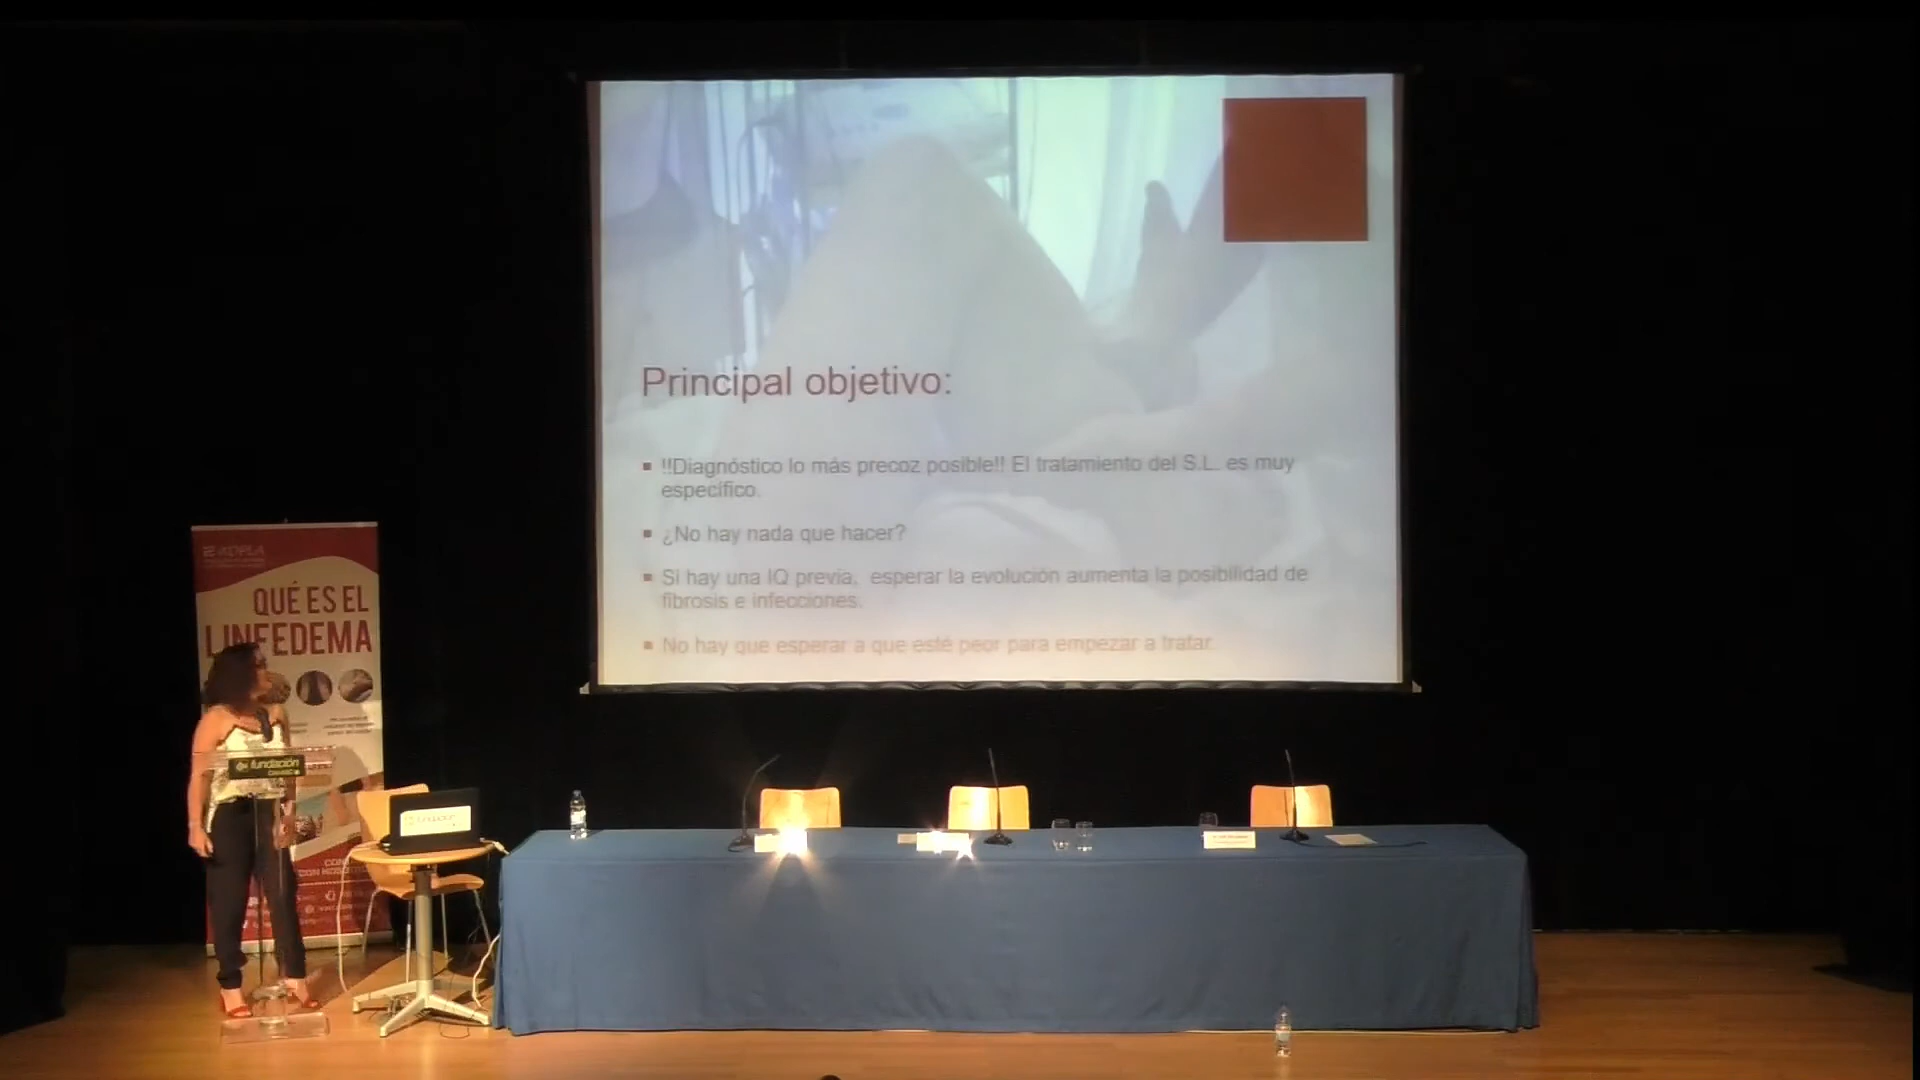 Principal objetivo:
!!Diagnóstico lo más precoz posible!! El tratamiento del S.L. es muy
específico.
¿No hay nada que hacer?
Si hay una IQ previa, esperar la evolución aumenta la posibilidad de
fibrosis e infecciones.
No hay que esperar a que esté peor para empezar a tratar.
ADPLA
QUÉ ES EL
LINFEDEMA
fundación